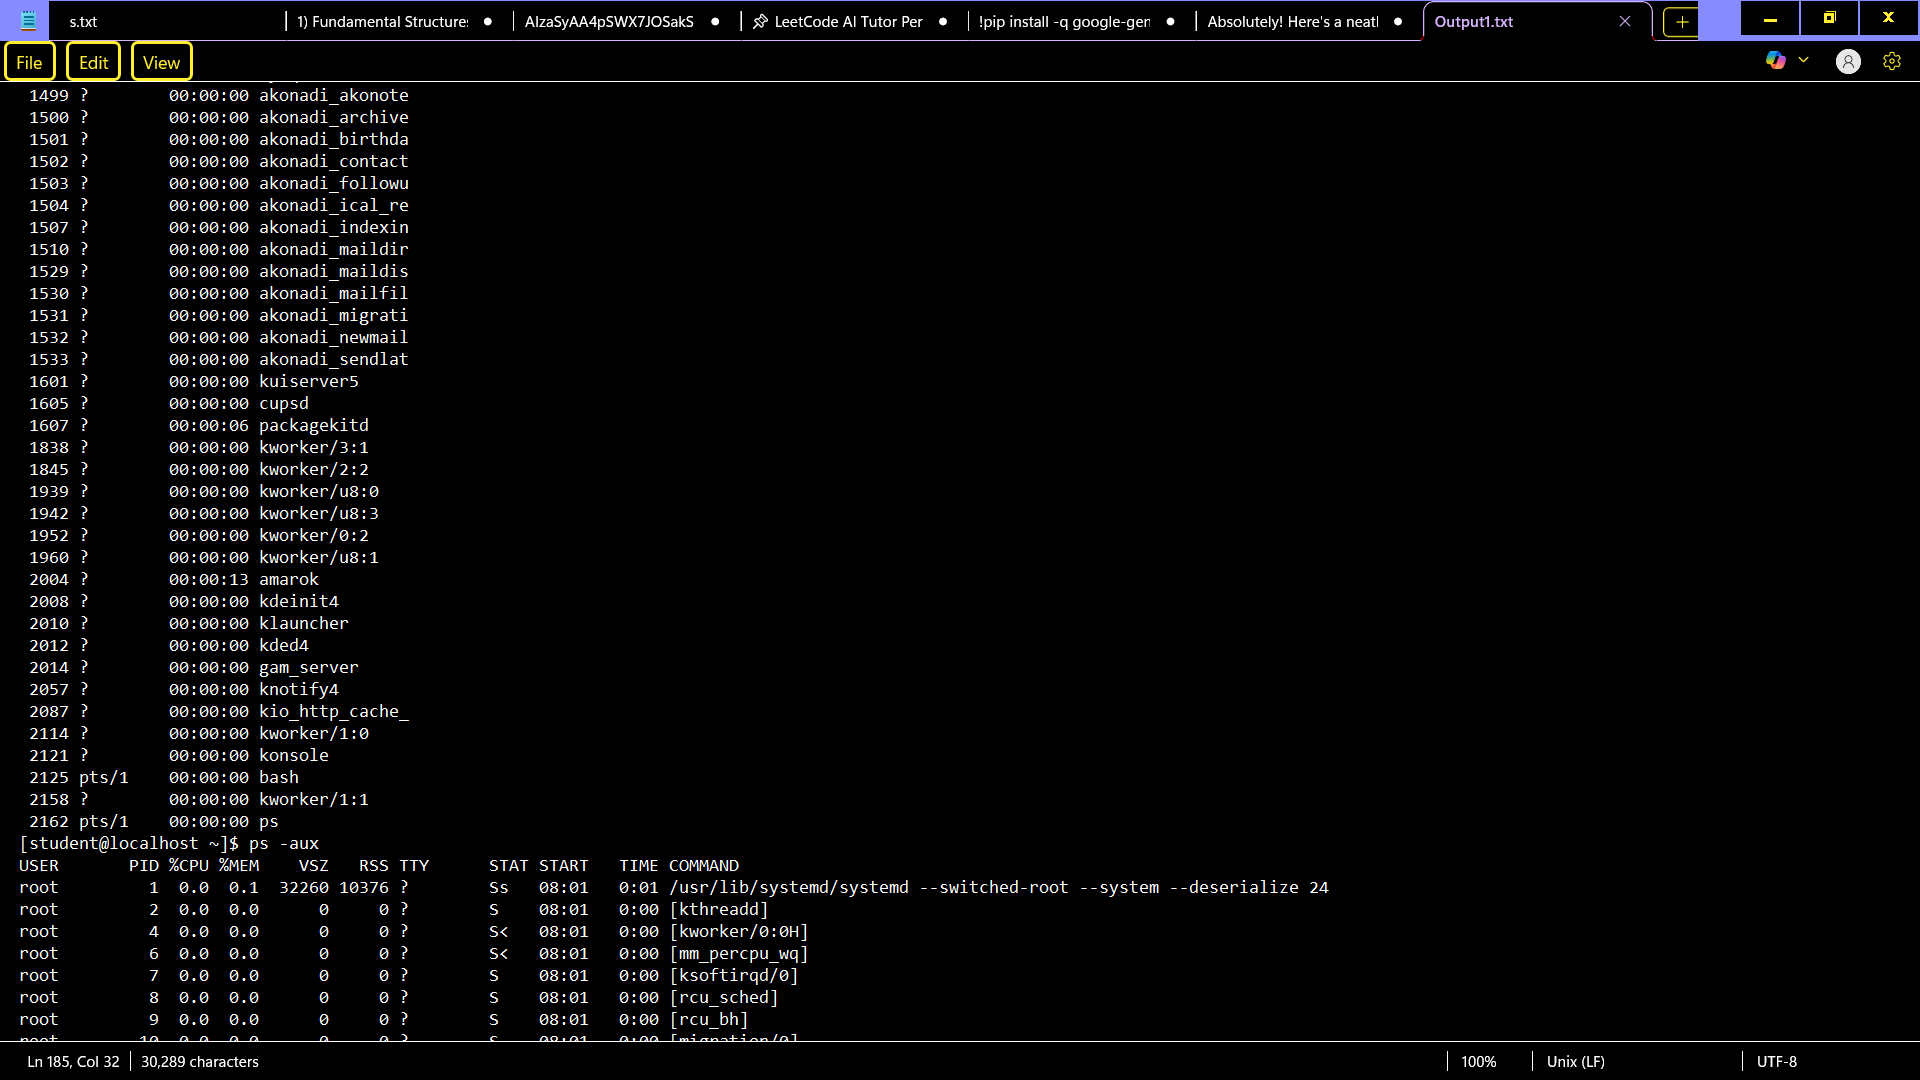 s.txt
1) Fundamental Structure:
AIzaSyAA4pSWX7JOSakS
LeetCode AI Tutor Per
!pip install -q google-gen
Absolutely! Here's a neatl
Output1.txt
File Edit View
1499 ? 00:00:00 akonadi_akonote
1500 ? 00:00:00 akonadi_archive
1501 ? 00:00:00 akonadi_birthda
1502 ? 00:00:00 akonadi_contact
1503 ? 00:00:00 akonadi_followu
1504 ? 00:00:00 akonadi_ical_re
1507 ? 00:00:00 akonadi_indexin
1510 ? 00:00:00 akonadi_maildir
1529 ? 00:00:00 akonadi_maildis
1530 ? 00:00:00 akonadi_mailfil
1531 ? 00:00:00 akonadi_migrati
1532 ? 00:00:00 akonadi_newmail
1533 ? 00:00:00 akonadi_sendlat
1601 ? 00:00:00 kuiserver5
1605 ? 00:00:00 cupsd
1607 ? 00:00:06 packagekitd
1838 ? 00:00:00 kworker/3:1
1845 ? 00:00:00 kworker/2:2
1939 ? 00:00:00 kworker/u8:0
1942 ? 00:00:00 kworker/u8:3
1952 ? 00:00:00 kworker/0:2
1960 ? 00:00:00 kworker/u8:1
2004 ? 00:00:13 amarok
2008 ? 00:00:00 kdeinit4
2010 ? 00:00:00 klauncher
2012 ? 00:00:00 kded4
2014 ? 00:00:00 gam_server
2057 ? 00:00:00 knotify4
2087 ? 00:00:00 kio_http_cache_
2114 ? 00:00:00 kworker/1:0
2121 ? 00:00:00 konsole
2125 pts/1 00:00:00 bash
2158 ? 00:00:00 kworker/1:1
2162 pts/1 00:00:00 ps
[student@localhost ~]$ ps -aux
USER PID %CPU %MEM VSZ RSS TTY STAT START TIME COMMAND
root 1 0.0 0.1 32260 10376 ? Ss 08:01 0:01 /usr/lib/systemd/systemd --switched-root --system --deserialize 24
root 2 0.0 0.0 0 0 ? S 08:01 0:00 [kthreadd]
root 4 0.0 0.0 0 0 ? S< 08:01 0:00 [kworker/0:0H]
root 6 0.0 0.0 0 0 ? S< 08:01 0:00 [mm_percpu_wq]
root 7 0.0 0.0 0 0 ? S 08:01 0:00 [ksoftirqd/0]
root 8 0.0 0.0 0 0 ? S 08:01 0:00 [rcu_sched]
root 9 0.0 0.0 0 0 ? S 08:01 0:00 [rcu_bh]
root 10 0.0 0.0 0 0 ? S 08:01 0:00 [migration/0]
Ln 185, Col 32 30,289 characters 100% Unix (LF) UTF-8